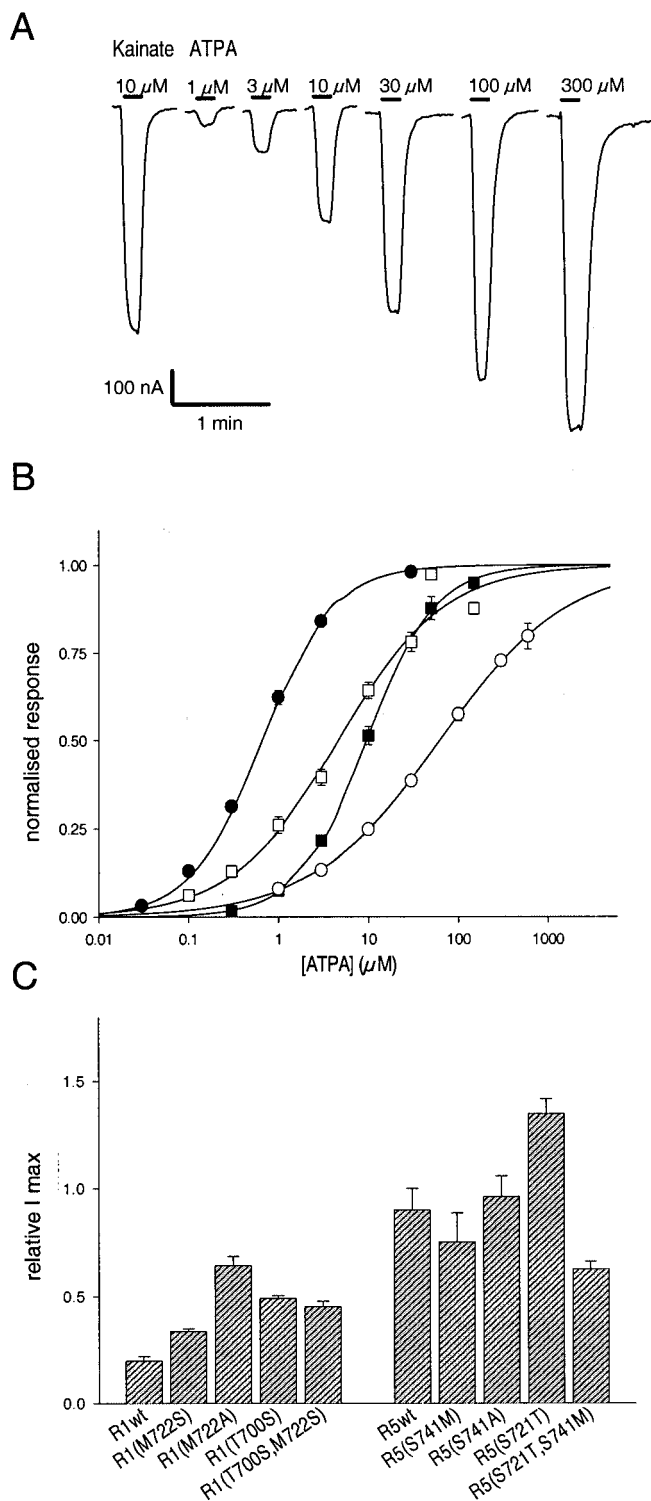 A
Kainate ATPA
10 µM 1 µM 3 µM 10 µM 30 µM 100 µM 300 µM
100 nA
1 min
B
normalised response
1.00
0.75
0.50
0.25
0.00
0.01 0.1 1 10 100 1000
[ATPA] (µM)
C
relative I max
1.5
1.0
0.5
0.0
R1wt
R1(M722S)
R1(M722A)
R1(T700S)
R1(T700S,M722S)
R5wt
R5(S741M)
R5(S741A)
R5(S721T)
R5(S721T,S741M)